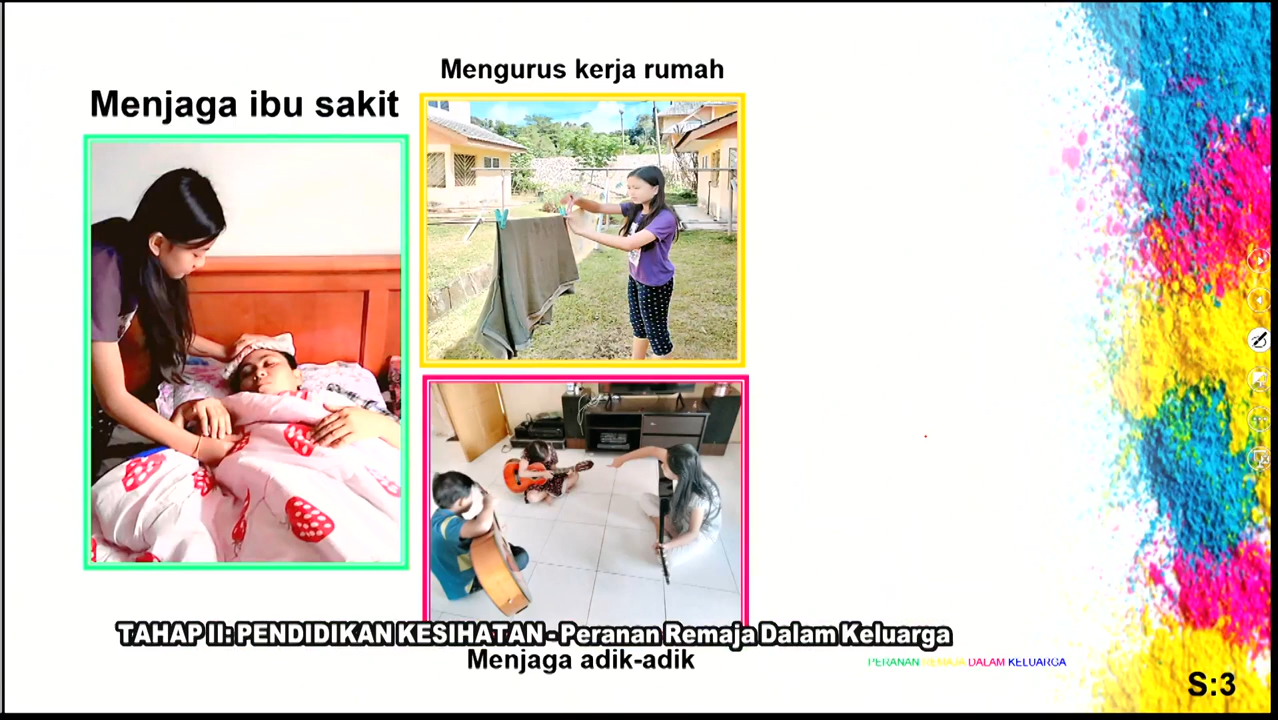 Mengurus kerja rumah
Menjaga ibu sakit
TAHAP II: PENDIDIKAN KESIHATAN - Peranan Remaja Dalam Keluarga
Menjaga adik-adik
PERANAN REMAJA DALAM KELUARGA
S:3